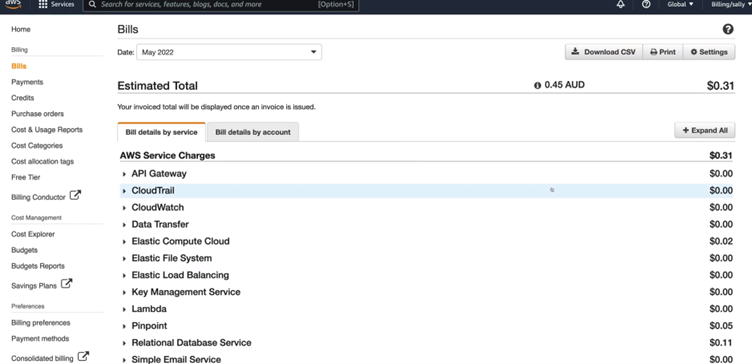 aws Services Search for services, features, blogs, docs, and more [Option+S] Global Billing/sally
Home
Billing
Bills
Payments
Credits
Purchase orders
Cost & Usage Reports
Cost Categories
Cost allocation tags
Free Tier
Billing Conductor
Cost Management
Cost Explorer
Budgets
Budgets Reports
Savings Plans
Preferences
Billing preferences
Payment methods
Consolidated billing
Bills
Date: May 2022 Download CSV Print Settings
Estimated Total 0.45 AUD $0.31
Your invoiced total will be displayed once an invoice is issued.
Bill details by service Bill details by account + Expand All
AWS Service Charges $0.31
API Gateway $0.00
CloudTrail $0.00
CloudWatch $0.00
Data Transfer $0.00
Elastic Compute Cloud $0.02
Elastic File System $0.00
Elastic Load Balancing $0.00
Key Management Service $0.00
Lambda $0.00
Pinpoint $0.05
Relational Database Service $0.11
Simple Email Service $0.00